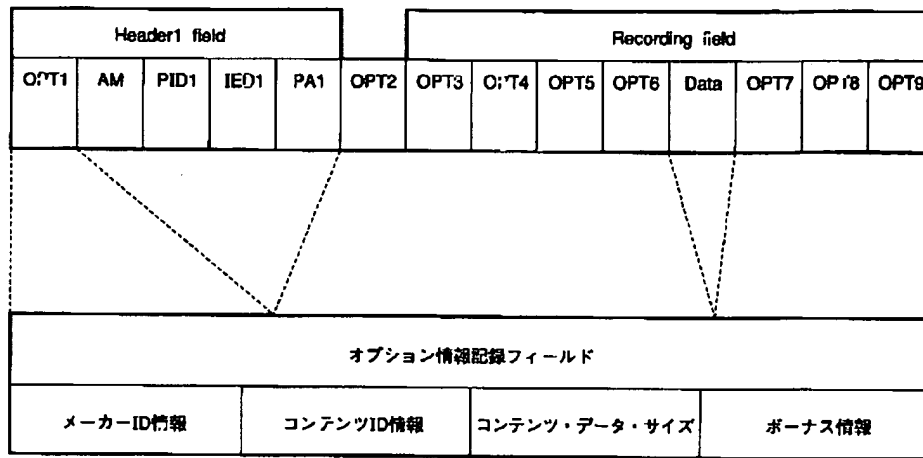 Header1 field
Recording field
OPT1 AM PID1 IED1 PA1 OPT2 OPT3 OPT4 OPT5 OPT6 Data OPT7 OPT8 OPT9
オプション情報記録フィールド
メーカーID情報 コンテンツID情報 コンテンツ・データ・サイズ ボーナス情報